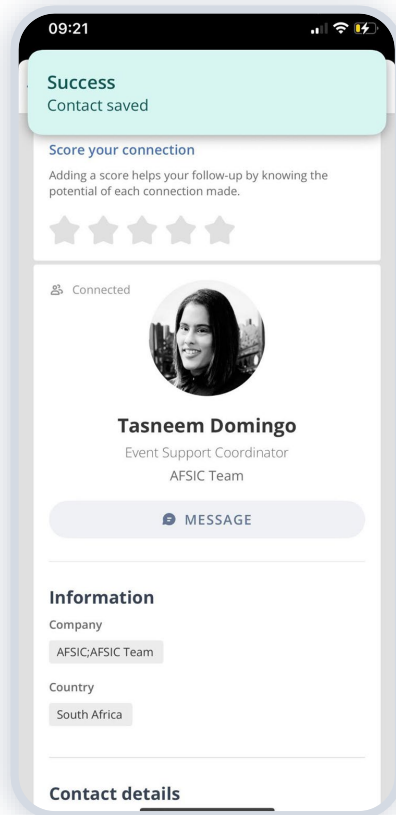 09:21
Success
Contact saved
Score your connection
Adding a score helps your follow-up by knowing the
potential of each connection made.
Connected
Tasneem Domingo
Event Support Coordinator
AFSIC Team
MESSAGE
Information
Company
AFSIC;AFSIC Team
Country
South Africa
Contact details